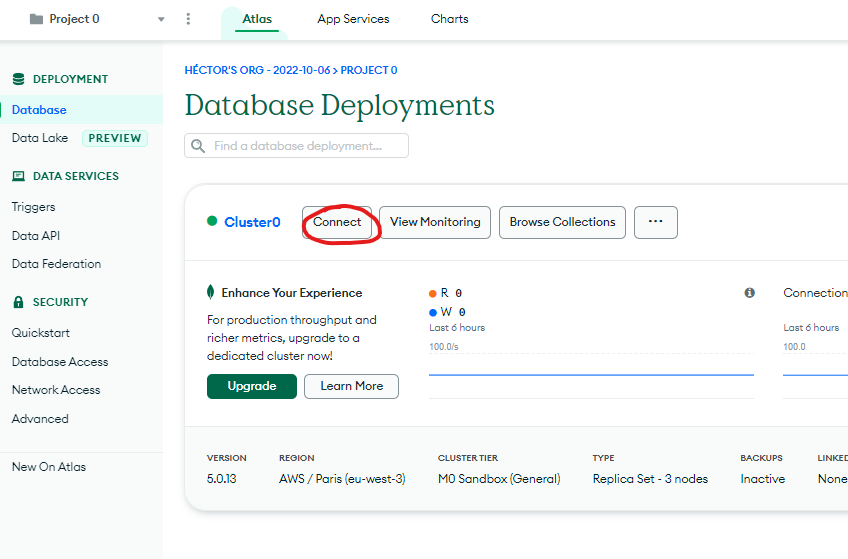 Project 0
Atlas
App Services
Charts
DEPLOYMENT
Database
Data Lake PREVIEW
DATA SERVICES
Triggers
Data API
Data Federation
SECURITY
Quickstart
Database Access
Network Access
Advanced
New On Atlas
HÉCTOR'S ORG - 2022-10-06 > PROJECT 0
Database Deployments
Find a database deployment...
Cluster0
Connect
View Monitoring
Browse Collections
...
Enhance Your Experience
For production throughput and
richer metrics, upgrade to a
dedicated cluster now!
Upgrade
Learn More
R 0
W 0
Last 6 hours
100.0/s
Connection
Last 6 hours
100.0
VERSION
5.0.13
REGION
AWS / Paris (eu-west-3)
CLUSTER TIER
M0 Sandbox (General)
TYPE
Replica Set - 3 nodes
BACKUPS
Inactive
LINKED
None